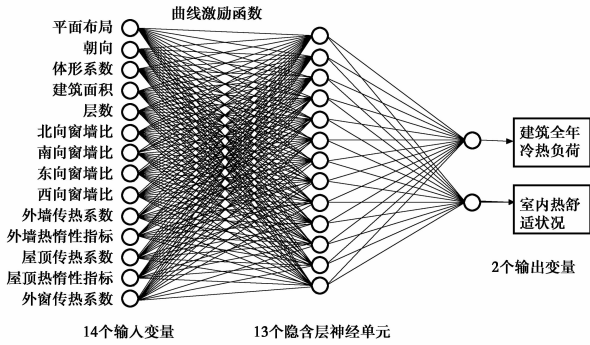 曲线激励函数
平面布局
朝向
体形系数
建筑面积
层数
北向窗墙比
南向窗墙比
东向窗墙比
西向窗墙比
外墙传热系数
外墙热惰性指标
屋顶传热系数
屋顶热惰性指标
外窗传热系数
建筑全年
冷热负荷
室内热舒
适状况
2个输出变量
14个输入变量
13个隐含层神经单元